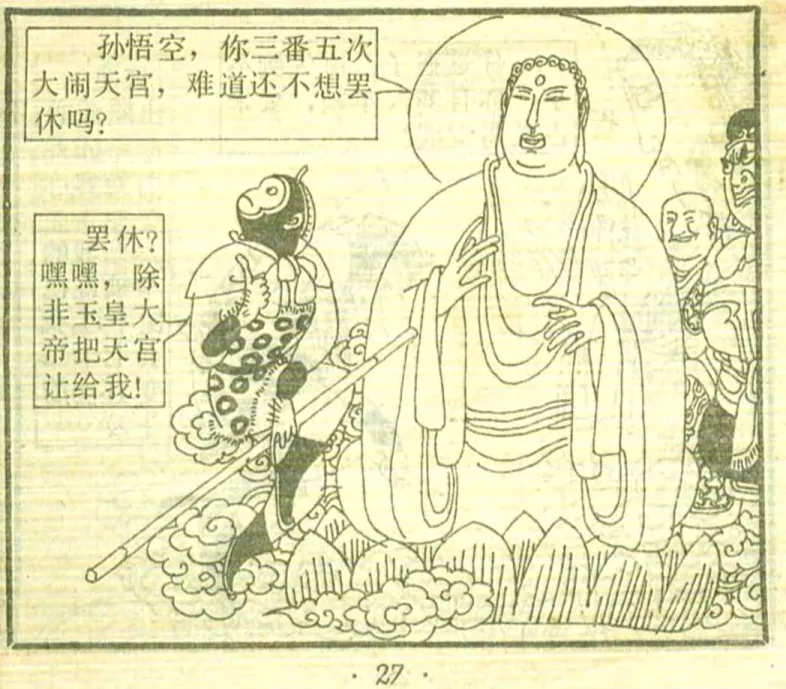 孙悟空，你三番五次
大闹天宫，难道还不想罢
休吗？
罢休？
嘿嘿，除
非玉皇大
帝把天宫
让给我！
· 27 ·